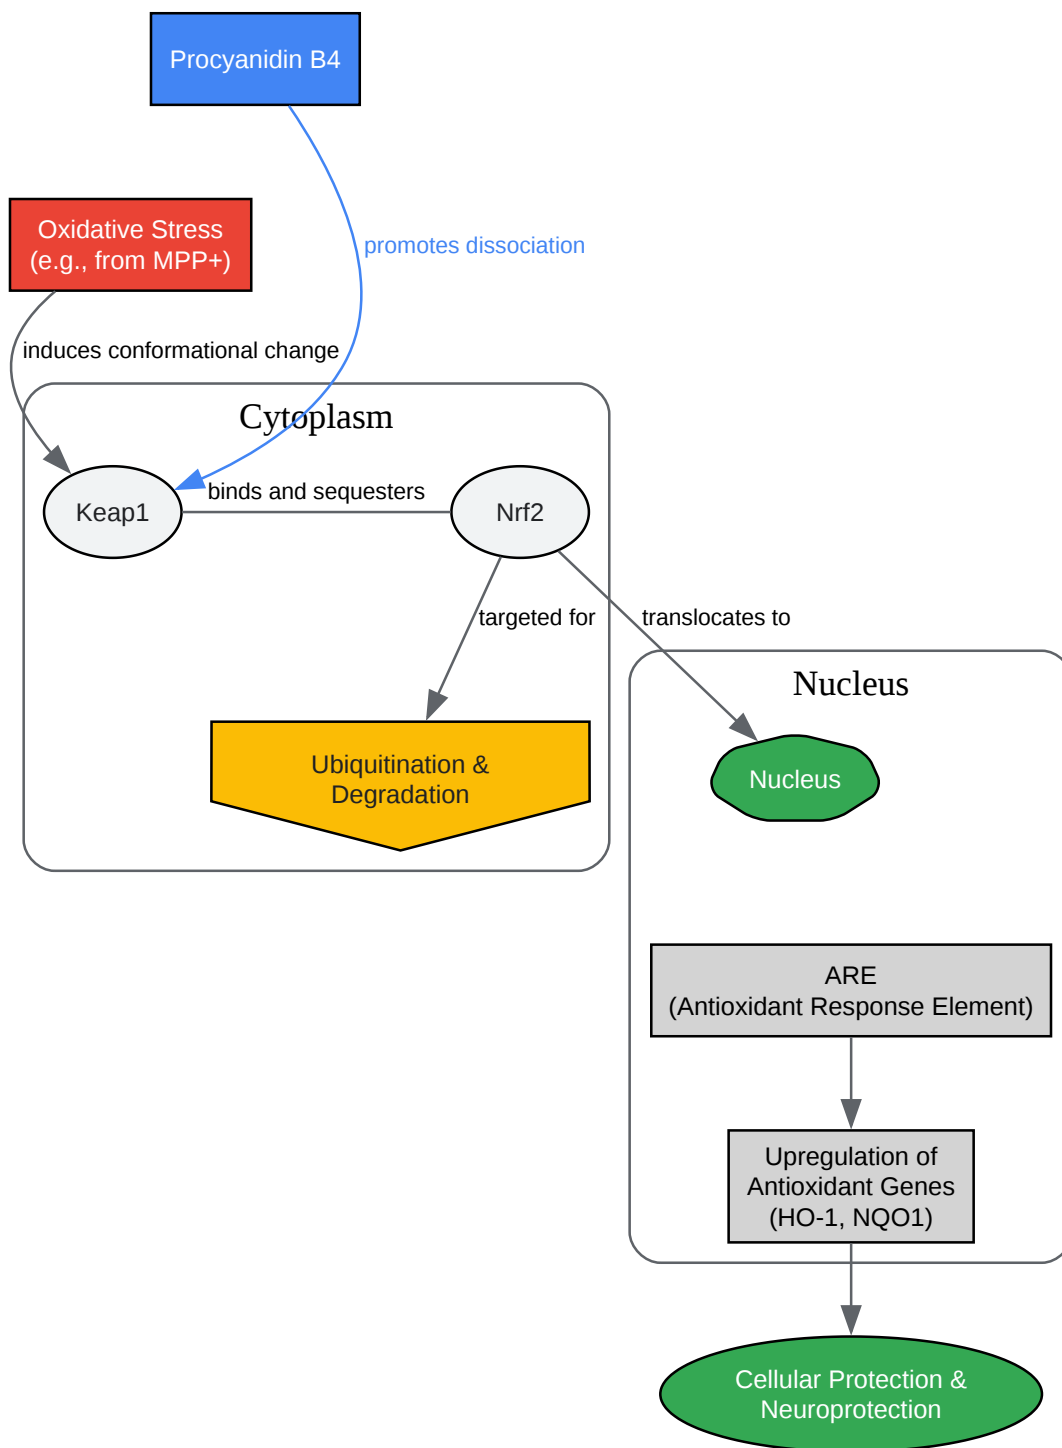 Procyanidin B4
Oxidative Stress
(e.g., from MPP+)
promotes dissociation
induces conformational change
Cytoplasm
Keap1
binds and sequesters
Nrf2
targeted for
translocates to
Nucleus
Ubiquitination &
Degradation
Nucleus
ARE
(Antioxidant Response Element)
Upregulation of
Antioxidant Genes
(HO-1, NQO1)
Cellular Protection &
Neuroprotection